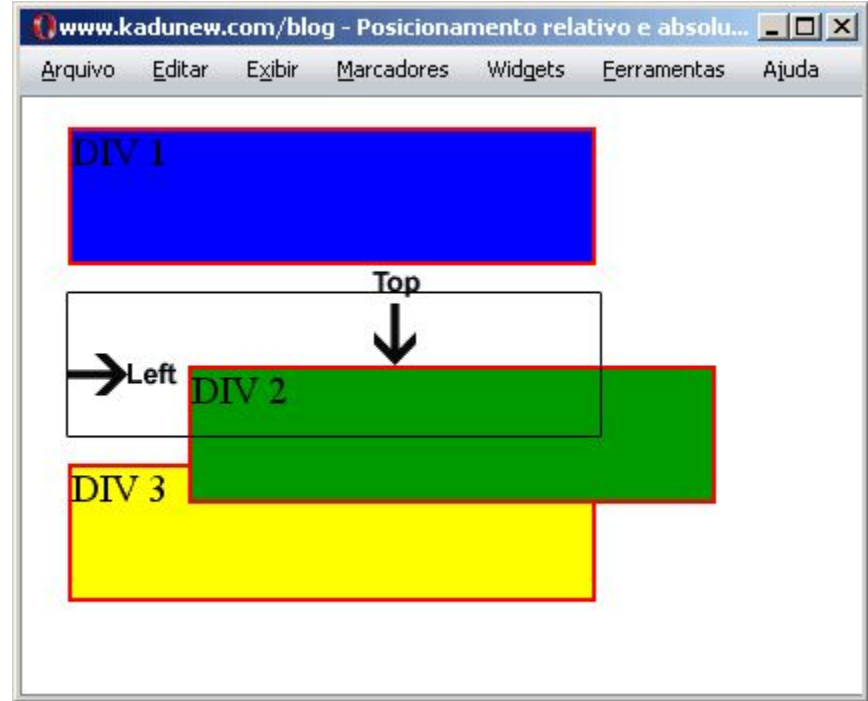 www.kadunew.com/blog - Posicionamento relativo e absolu...
Arquivo Editar Exibir Marcadores Widgets Ferramentas Ajuda
DIV 1
Top
Left
DIV 2
DIV 3